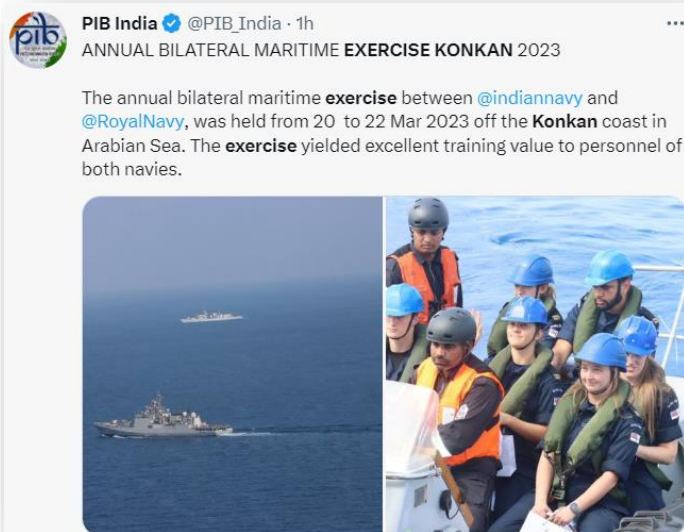 पीआईबी
pib
PIB India @PIB_India · 1h
ANNUAL BILATERAL MARITIME EXERCISE KONKAN 2023
The annual bilateral maritime exercise between @indiannavy and
@RoyalNavy, was held from 20 to 22 Mar 2023 off the Konkan coast in
Arabian Sea. The exercise yielded excellent training value to personnel of
both navies.